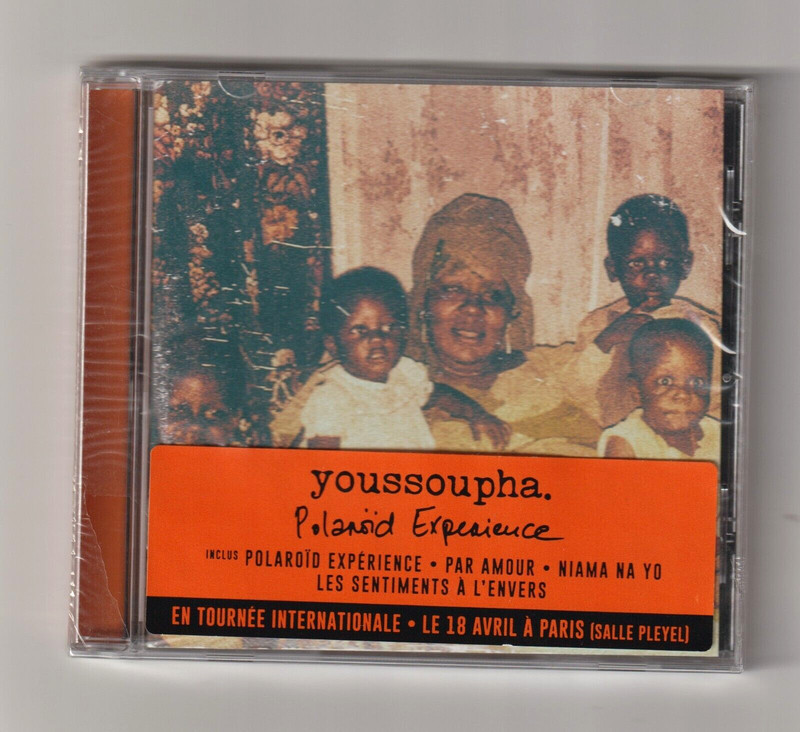 youssoupha.
Polaroïd Experience
INCLUS POLAROÏD EXPÉRIENCE • PAR AMOUR • NIAMA NA YO
LES SENTIMENTS À L'ENVERS
EN TOURNÉE INTERNATIONALE • LE 18 AVRIL À PARIS (SALLE PLEYEL)